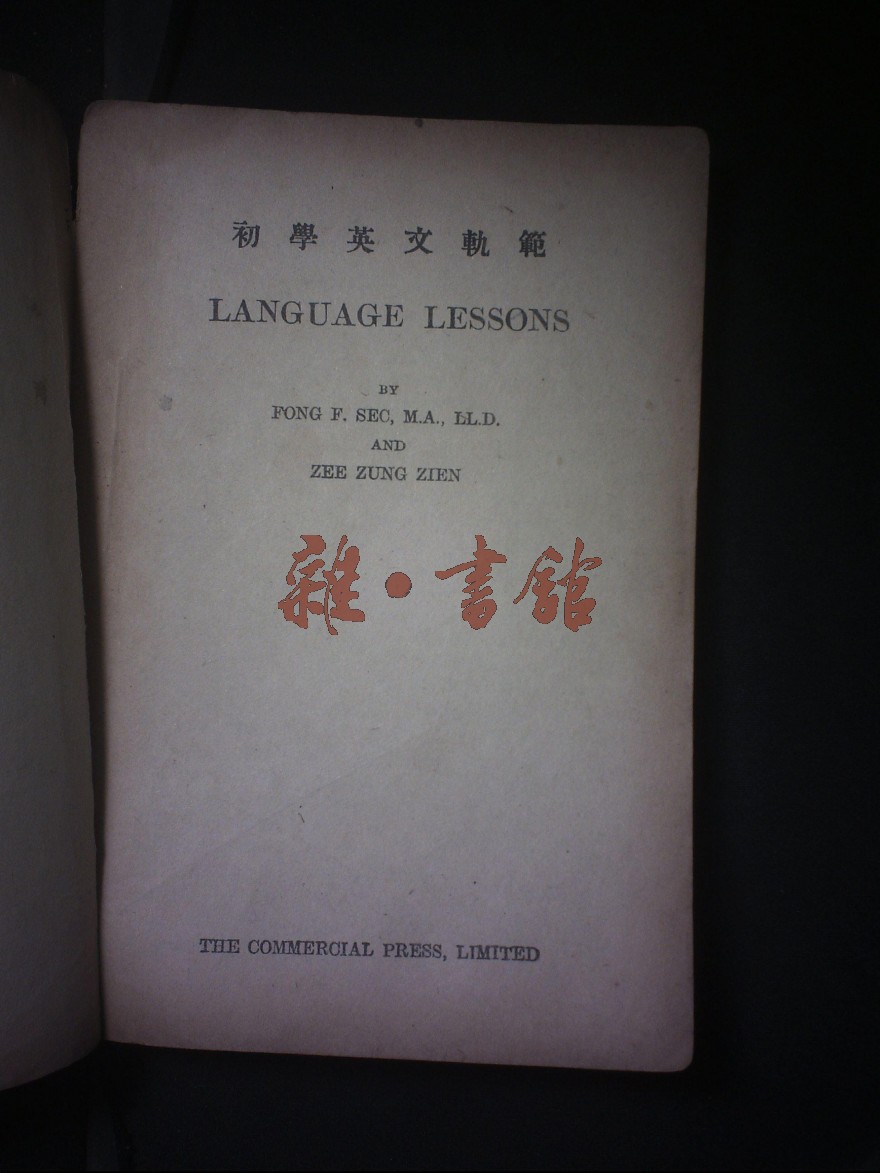 初學英文軌範
LANGUAGE LESSONS
BY
FONG F. SEC, M.A., LL.D.
AND
ZEE ZUNG ZIEN
雜·書館
THE COMMERCIAL PRESS, LIMITED